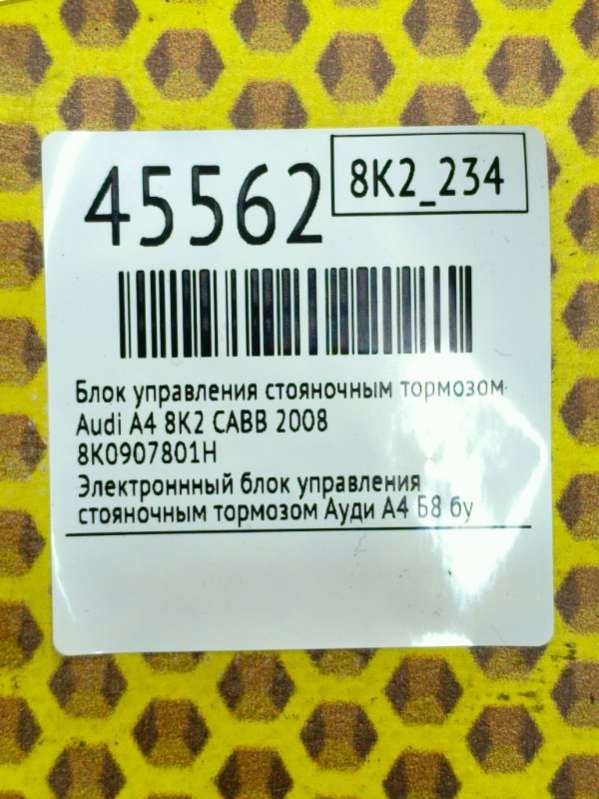 45562
8K2_234
Блок управления стояночным тормозом
Audi A4 8K2 CABB 2008
8K0907801H
Электроннный блок управления
стояночным тормозом Ауди А4 Б8 бу